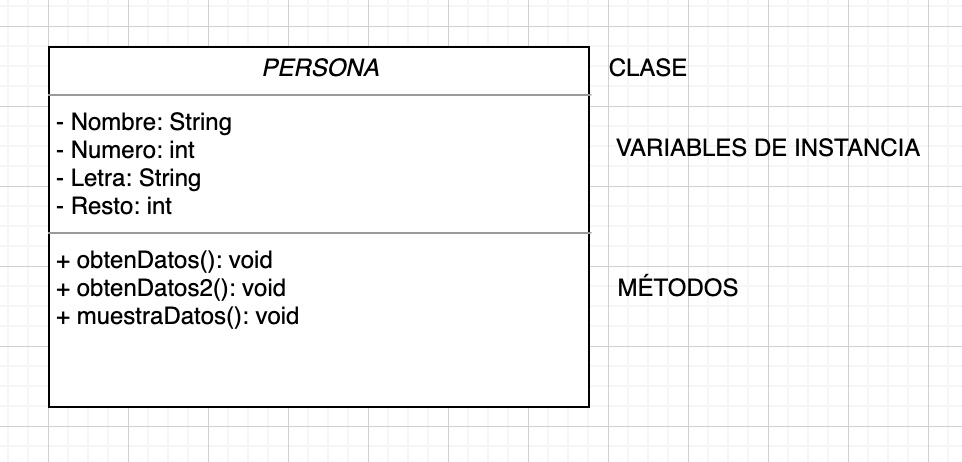 PERSONA
CLASE
- Nombre: String
- Numero: int
- Letra: String
- Resto: int
VARIABLES DE INSTANCIA
+ obtenDatos(): void
+ obtenDatos2(): void
+ muestraDatos(): void
MÉTODOS